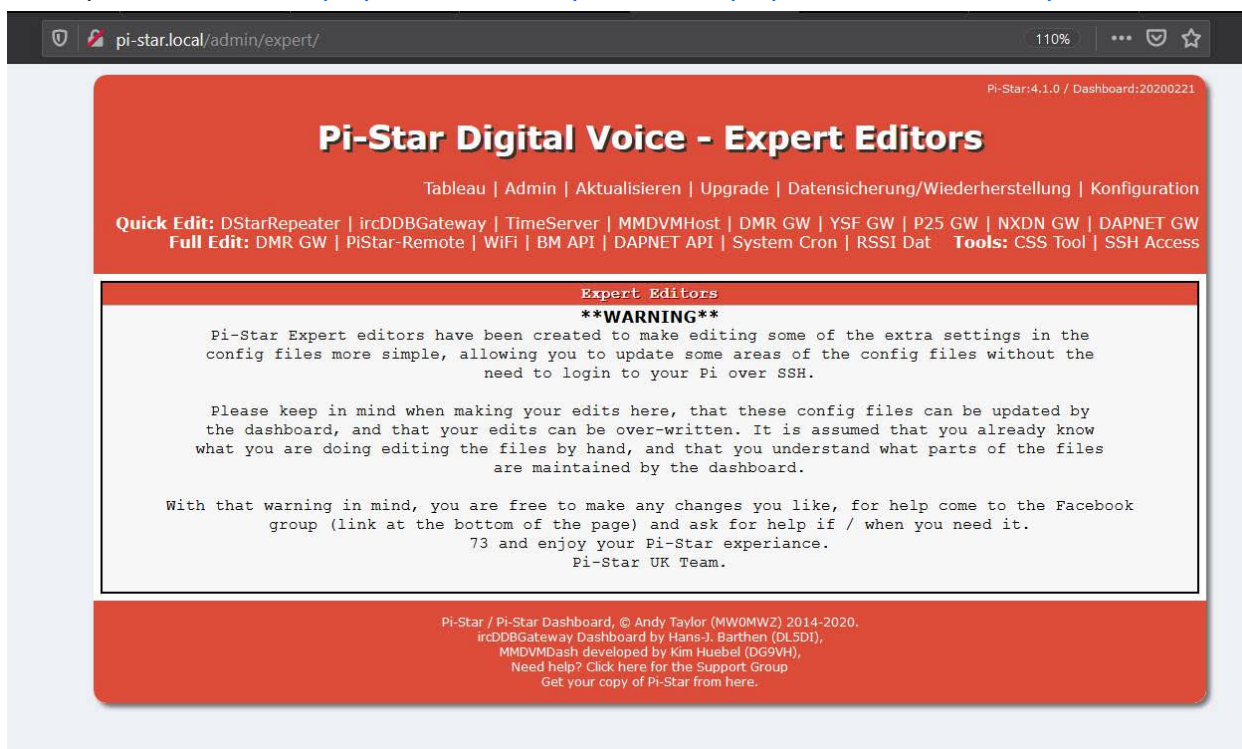 pi-star.local/admin/expert/
110%
Pi-Star:4.1.0 / Dashboard:20200221
Pi-Star Digital Voice - Expert Editors
Tableau | Admin | Aktualisieren | Upgrade | Datensicherung/Wiederherstellung | Konfiguration
Quick Edit: DStarRepeater | ircDDBGateway | TimeServer | MMDVMHost | DMR GW | YSF GW | P25 GW | NXDN GW | DAPNET GW
Full Edit: DMR GW | PiStar-Remote | WiFi | BM API | DAPNET API | System Cron | RSSI Dat Tools: CSS Tool | SSH Access
Expert Editors
**WARNING**
Pi-Star Expert editors have been created to make editing some of the extra settings in the
config files more simple, allowing you to update some areas of the config files without the
need to login to your Pi over SSH.
Please keep in mind when making your edits here, that these config files can be updated by
the dashboard, and that your edits can be over-written. It is assumed that you already know
what you are doing editing the files by hand, and that you understand what parts of the files
are maintained by the dashboard.
With that warning in mind, you are free to make any changes you like, for help come to the Facebook
group (link at the bottom of the page) and ask for help if / when you need it.
73 and enjoy your Pi-Star experiance.
Pi-Star UK Team.
Pi-Star / Pi-Star Dashboard, © Andy Taylor (MW0MWZ) 2014-2020.
ircDDBGateway Dashboard by Hans-J. Barthen (DL5DI),
MMDVMDash developed by Kim Huebel (DG9VH),
Need help? Click here for the Support Group
Get your copy of Pi-Star from here.